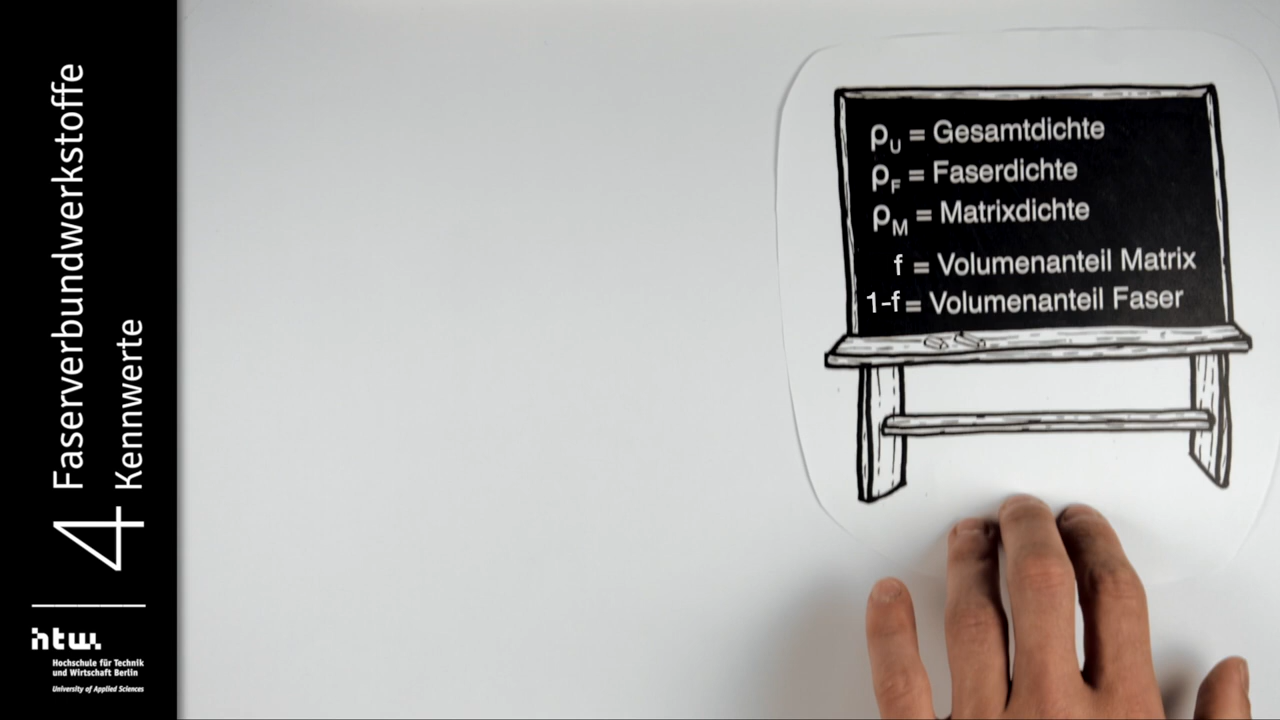 4 Faserverbundwerkstoffe
Kennwerte
htw.
Hochschule für Technik
und Wirtschaft Berlin
University of Applied Sciences
ρU = Gesamtdichte
ρF = Faserdichte
ρM = Matrixdichte
f = Volumenanteil Matrix
1-f = Volumenanteil Faser